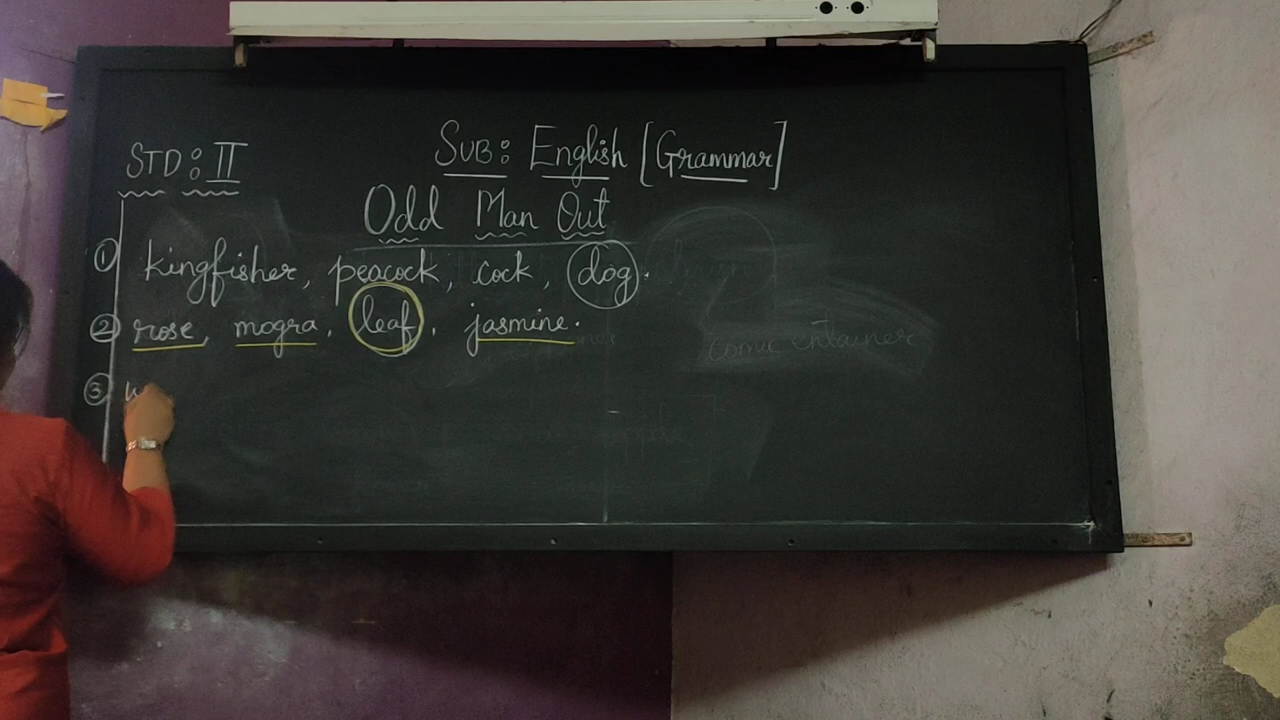 STD: II
SUB: English [Grammar]
Odd Man Out
① kingfisher, peacock, cock, dog.
② rose, mogra, leaf, jasmine.
③